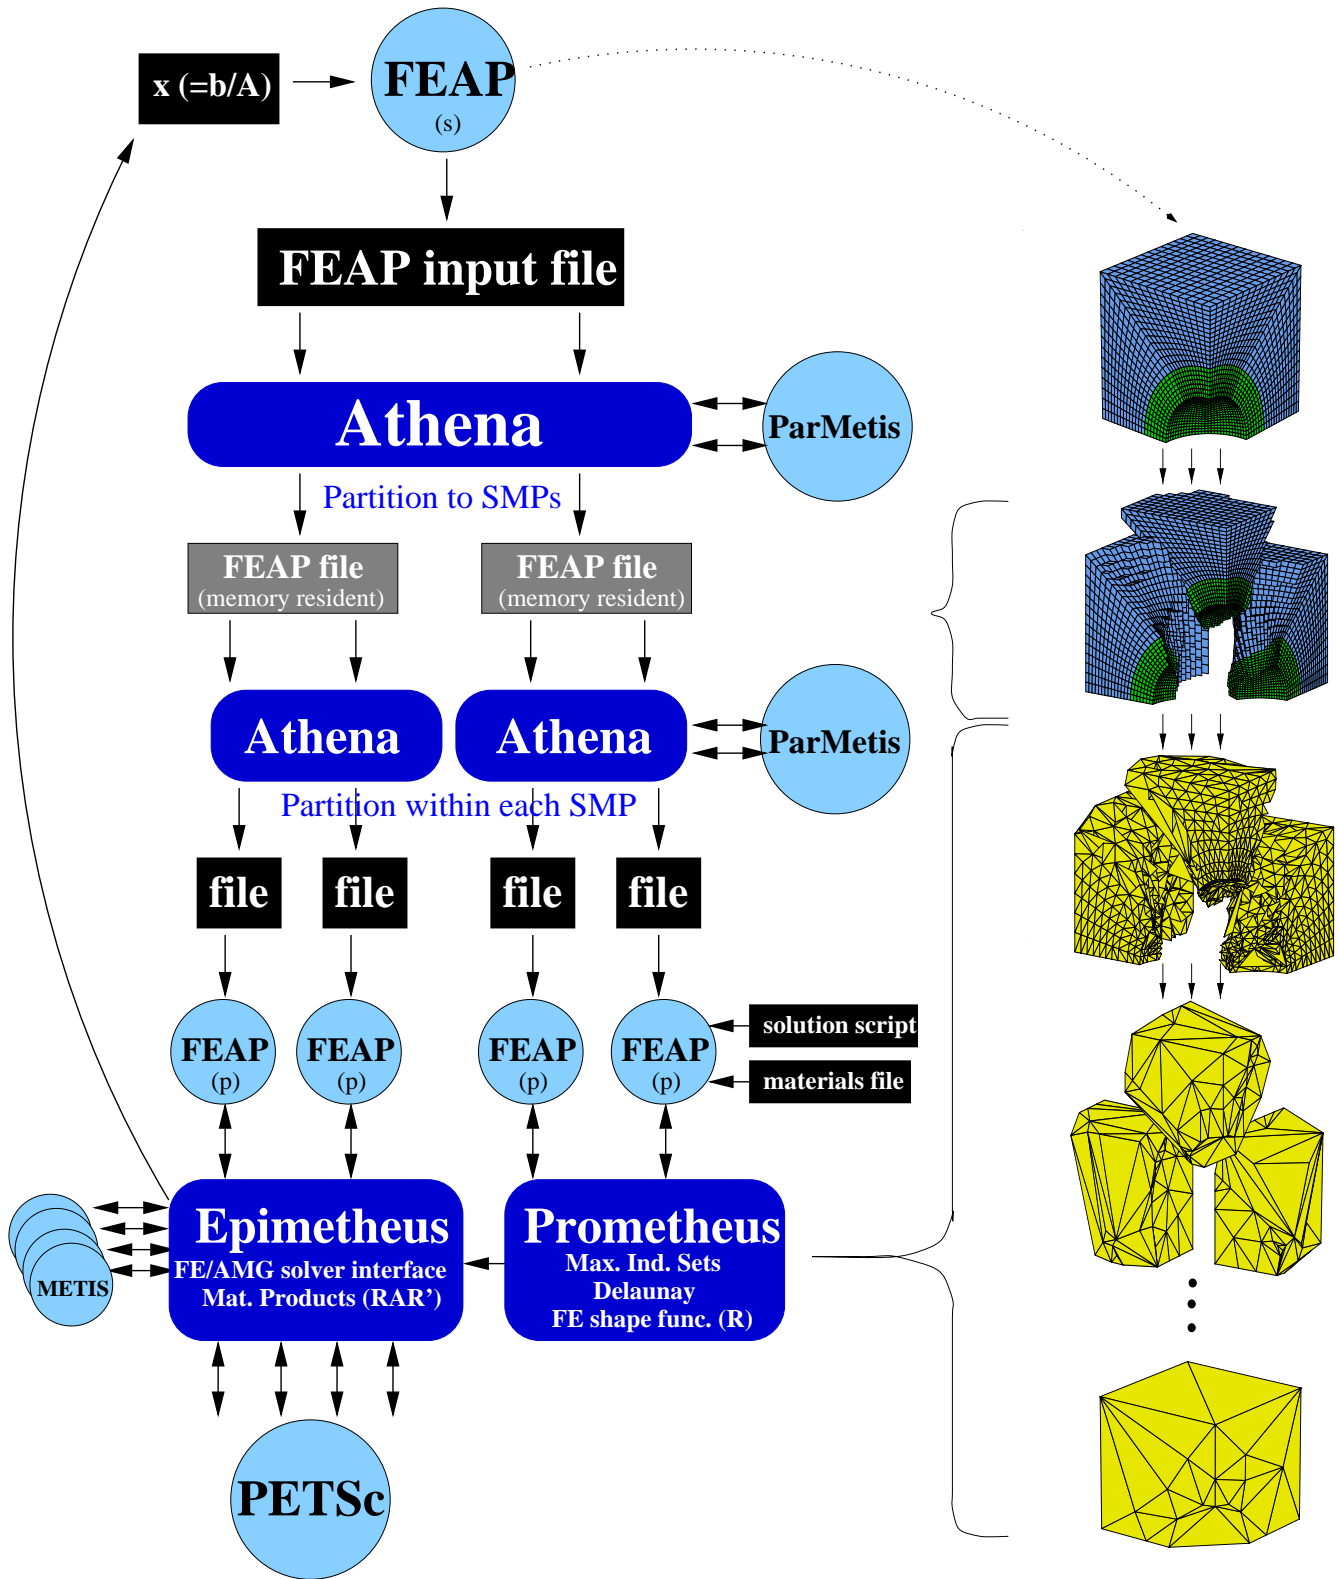 x (=b/A)
FEAP
(s)
FEAP input file
Athena
ParMetis
Partition to SMPs
FEAP file
(memory resident)
FEAP file
(memory resident)
Athena
Athena
ParMetis
Partition within each SMP
file
file
file
file
FEAP
(p)
FEAP
(p)
FEAP
(p)
FEAP
(p)
solution script
materials file
METIS
Epimetheus
FE/AMG solver interface
Mat. Products (RAR')
Prometheus
Max. Ind. Sets
Delaunay
FE shape func. (R)
PETSc